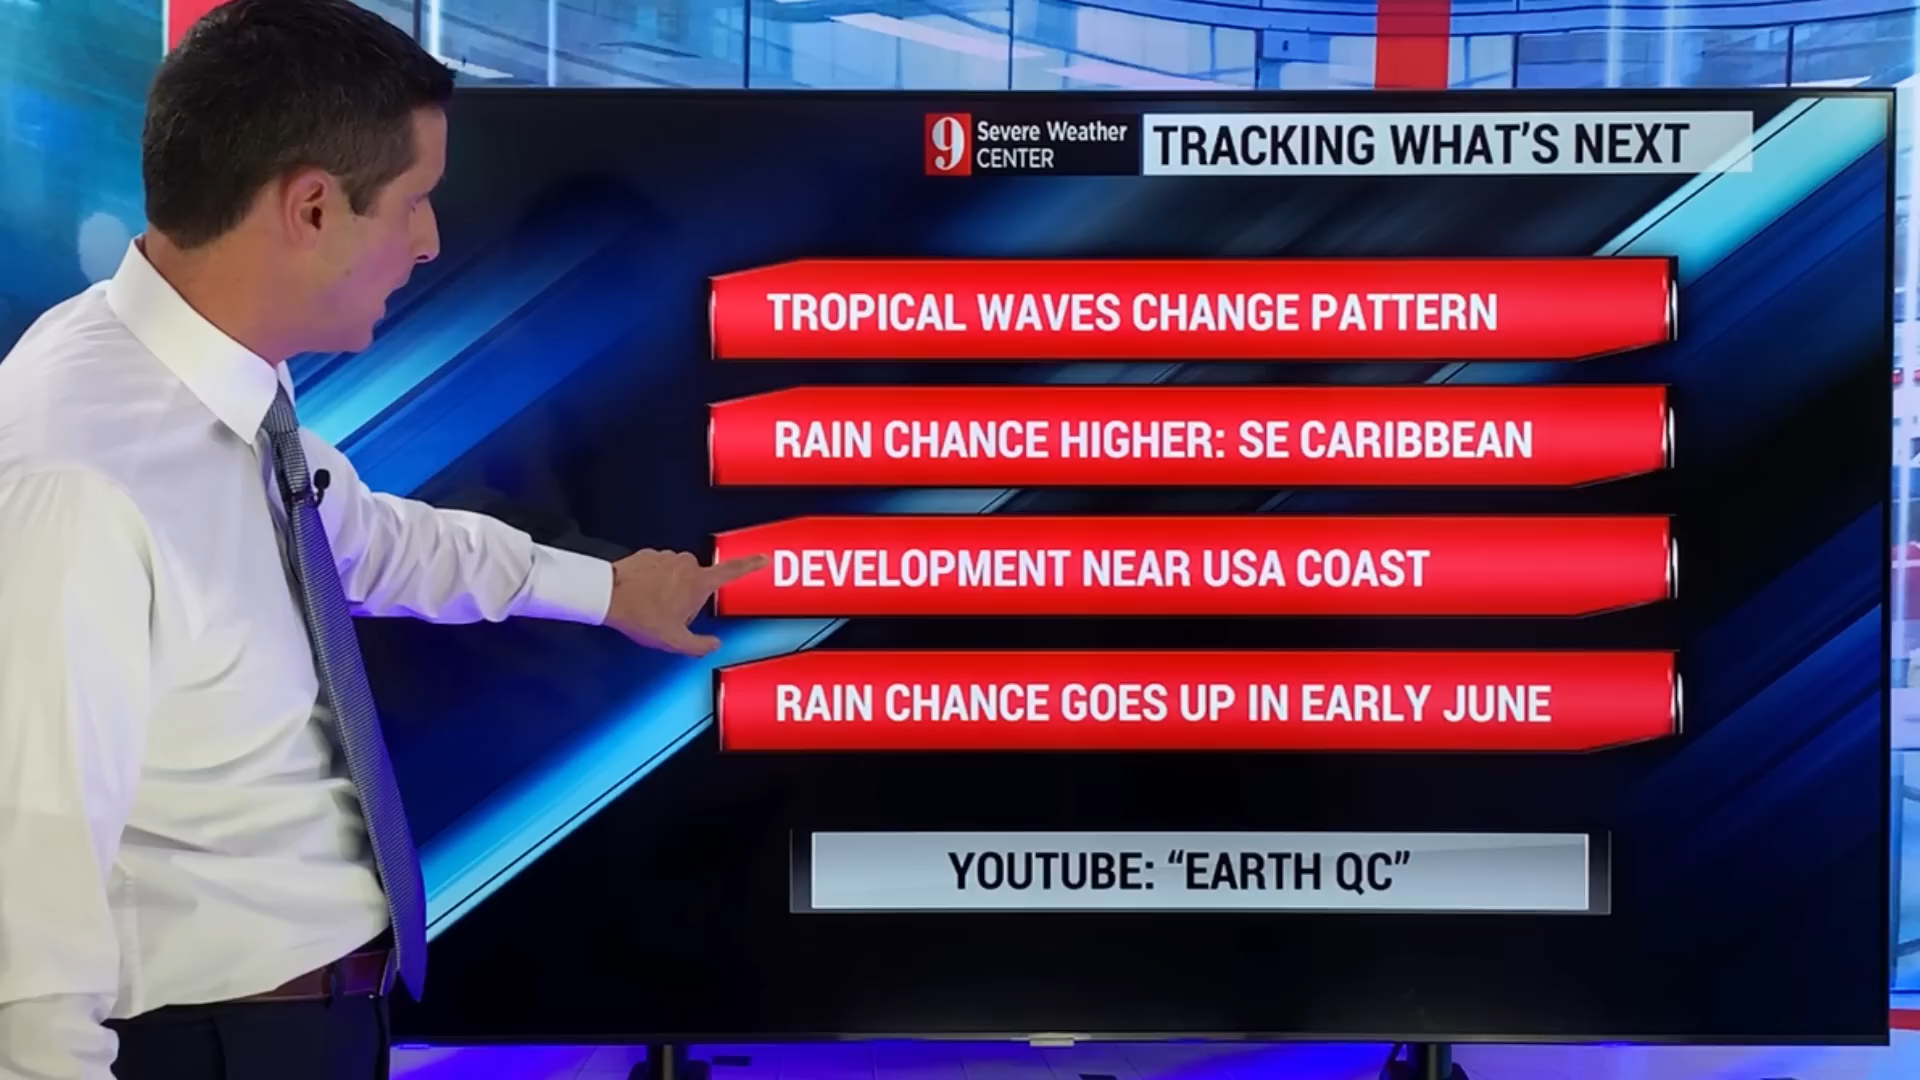 9 Severe Weather
CENTER
TRACKING WHAT'S NEXT
TROPICAL WAVES CHANGE PATTERN
RAIN CHANCE HIGHER: SE CARIBBEAN
DEVELOPMENT NEAR USA COAST
RAIN CHANCE GOES UP IN EARLY JUNE
YOUTUBE: “EARTH QC”